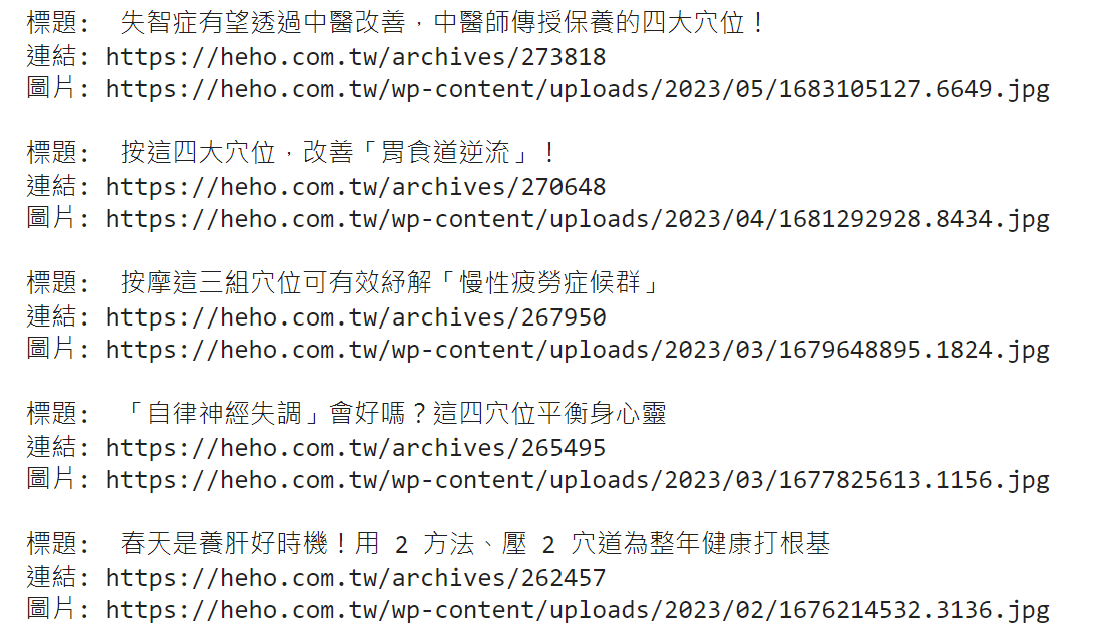 標題: 失智症有望透過中醫改善，中醫師傳授保養的四大穴位！
連結: https://heho.com.tw/archives/273818
圖片: https://heho.com.tw/wp-content/uploads/2023/05/1683105127.6649.jpg
標題: 按這四大穴位，改善「胃食道逆流」！
連結: https://heho.com.tw/archives/270648
圖片: https://heho.com.tw/wp-content/uploads/2023/04/1681292928.8434.jpg
標題: 按摩這三組穴位可有效紓解「慢性疲勞症候群」
連結: https://heho.com.tw/archives/267950
圖片: https://heho.com.tw/wp-content/uploads/2023/03/1679648895.1824.jpg
標題: 「自律神經失調」會好嗎？這四穴位平衡身心靈
連結: https://heho.com.tw/archives/265495
圖片: https://heho.com.tw/wp-content/uploads/2023/03/1677825613.1156.jpg
標題: 春天是養肝好時機！用 2 方法、壓 2 穴道為整年健康打根基
連結: https://heho.com.tw/archives/262457
圖片: https://heho.com.tw/wp-content/uploads/2023/02/1676214532.3136.jpg